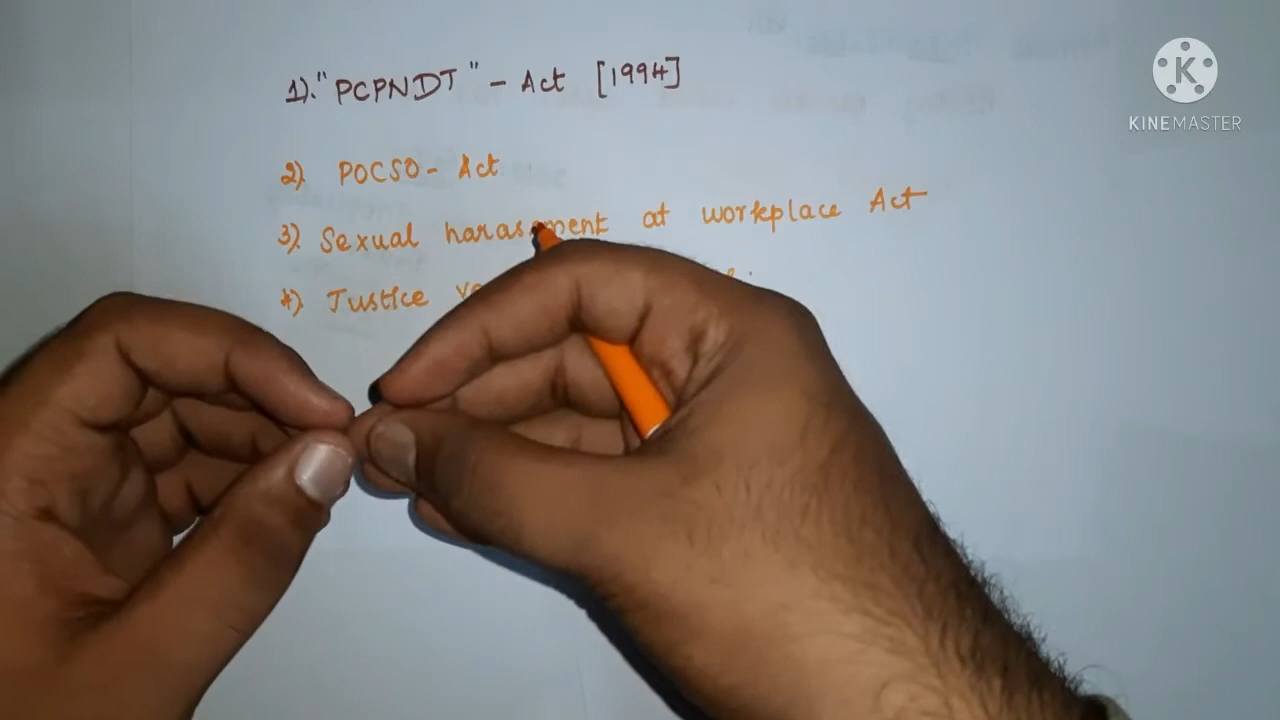 1). "PCPNDT" - Act [1994]
2). POCSO - Act
3). Sexual harassment at workplace Act
4). Justice
K
KINEMASTER